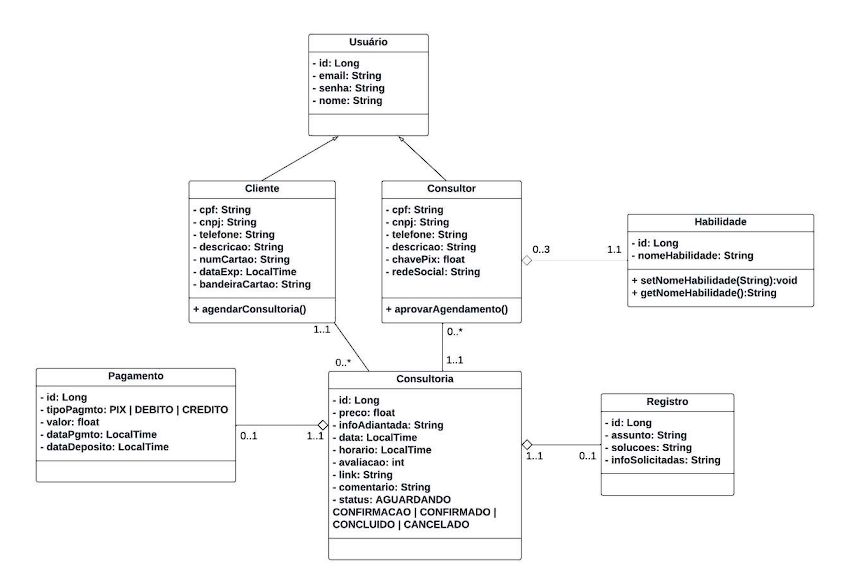 Usuário
- id: Long
- email: String
- senha: String
- nome: String
Cliente
- cpf: String
- cnpj: String
- telefone: String
- descricao: String
- numCartao: String
- dataExp: LocalTime
- bandeiraCartao: String
+ agendarConsultoria()
Consultor
- cpf: String
- cnpj: String
- telefone: String
- descricao: String
- chavePix: float
- redeSocial: String
+ aprovarAgendamento()
0..3
1.1
Habilidade
- id: Long
- nomeHabilidade: String
+ setNomeHabilidade(String):void
+ getNomeHabilidade():String
1..1
0..*
0..*
1..1
Pagamento
- id: Long
- tipoPagmto: PIX | DEBITO | CREDITO
- valor: float
- dataPgmto: LocalTime
- dataDeposito: LocalTime
0..1
1..1
Consultoria
- id: Long
- preco: float
- infoAdiantada: String
- data: LocalTime
- horario: LocalTime
- avaliacao: int
- link: String
- comentario: String
- status: AGUARDANDO
CONFIRMACAO | CONFIRMADO |
CONCLUIDO | CANCELADO
1..1
0..1
Registro
- id: Long
- assunto: String
- solucoes: String
- infoSolicitadas: String